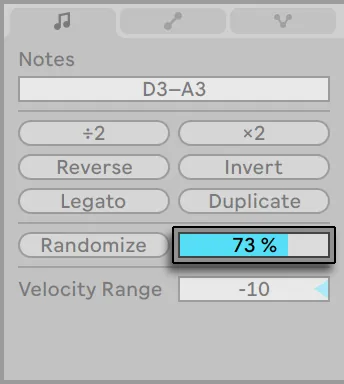 Notes
D3–A3
÷2 ×2
Reverse Invert
Legato Duplicate
Randomize 73 %
Velocity Range -10